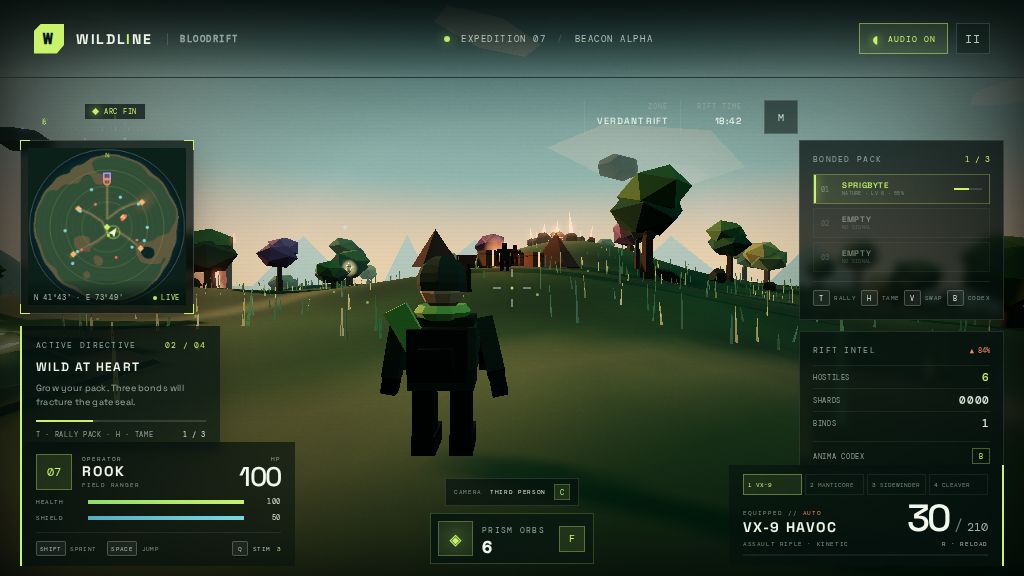 W WILDLINE BLOODRIFT
EXPEDITION 07 / BEACON ALPHA
AUDIO ON
II
ARC FIN
ZONE
VERDANT RIFT
RIFT TIME
18:42
M
N
N 41°43' · E 73°49'
LIVE
BONDED PACK 1 / 3
01 SPRIGBYTE
NATURE · LV 6 · 55%
02 EMPTY
NO SIGNAL
03 EMPTY
NO SIGNAL
T RALLY H TAME V SWAP B CODEX
ACTIVE DIRECTIVE 02 / 04
WILD AT HEART
Grow your pack. Three bonds will
fracture the gate seal.
T · RALLY PACK · H · TAME 1 / 3
RIFT INTEL ▲ 84%
HOSTILES 6
SHARDS 0000
BINDS 1
ANIMA CODEX B
07
OPERATOR
ROOK
FIELD RANGER
HP
100
HEALTH 100
SHIELD 50
SHIFT SPRINT SPACE JUMP Q STIM 3
CAMERA THIRD PERSON C
PRISM ORBS
6
F
1 VX-9 2 MANTICORE 3 SIDEWINDER 4 CLEAVER
EQUIPPED // AUTO
VX-9 HAVOC
ASSAULT RIFLE · KINETIC
30 / 210
R · RELOAD